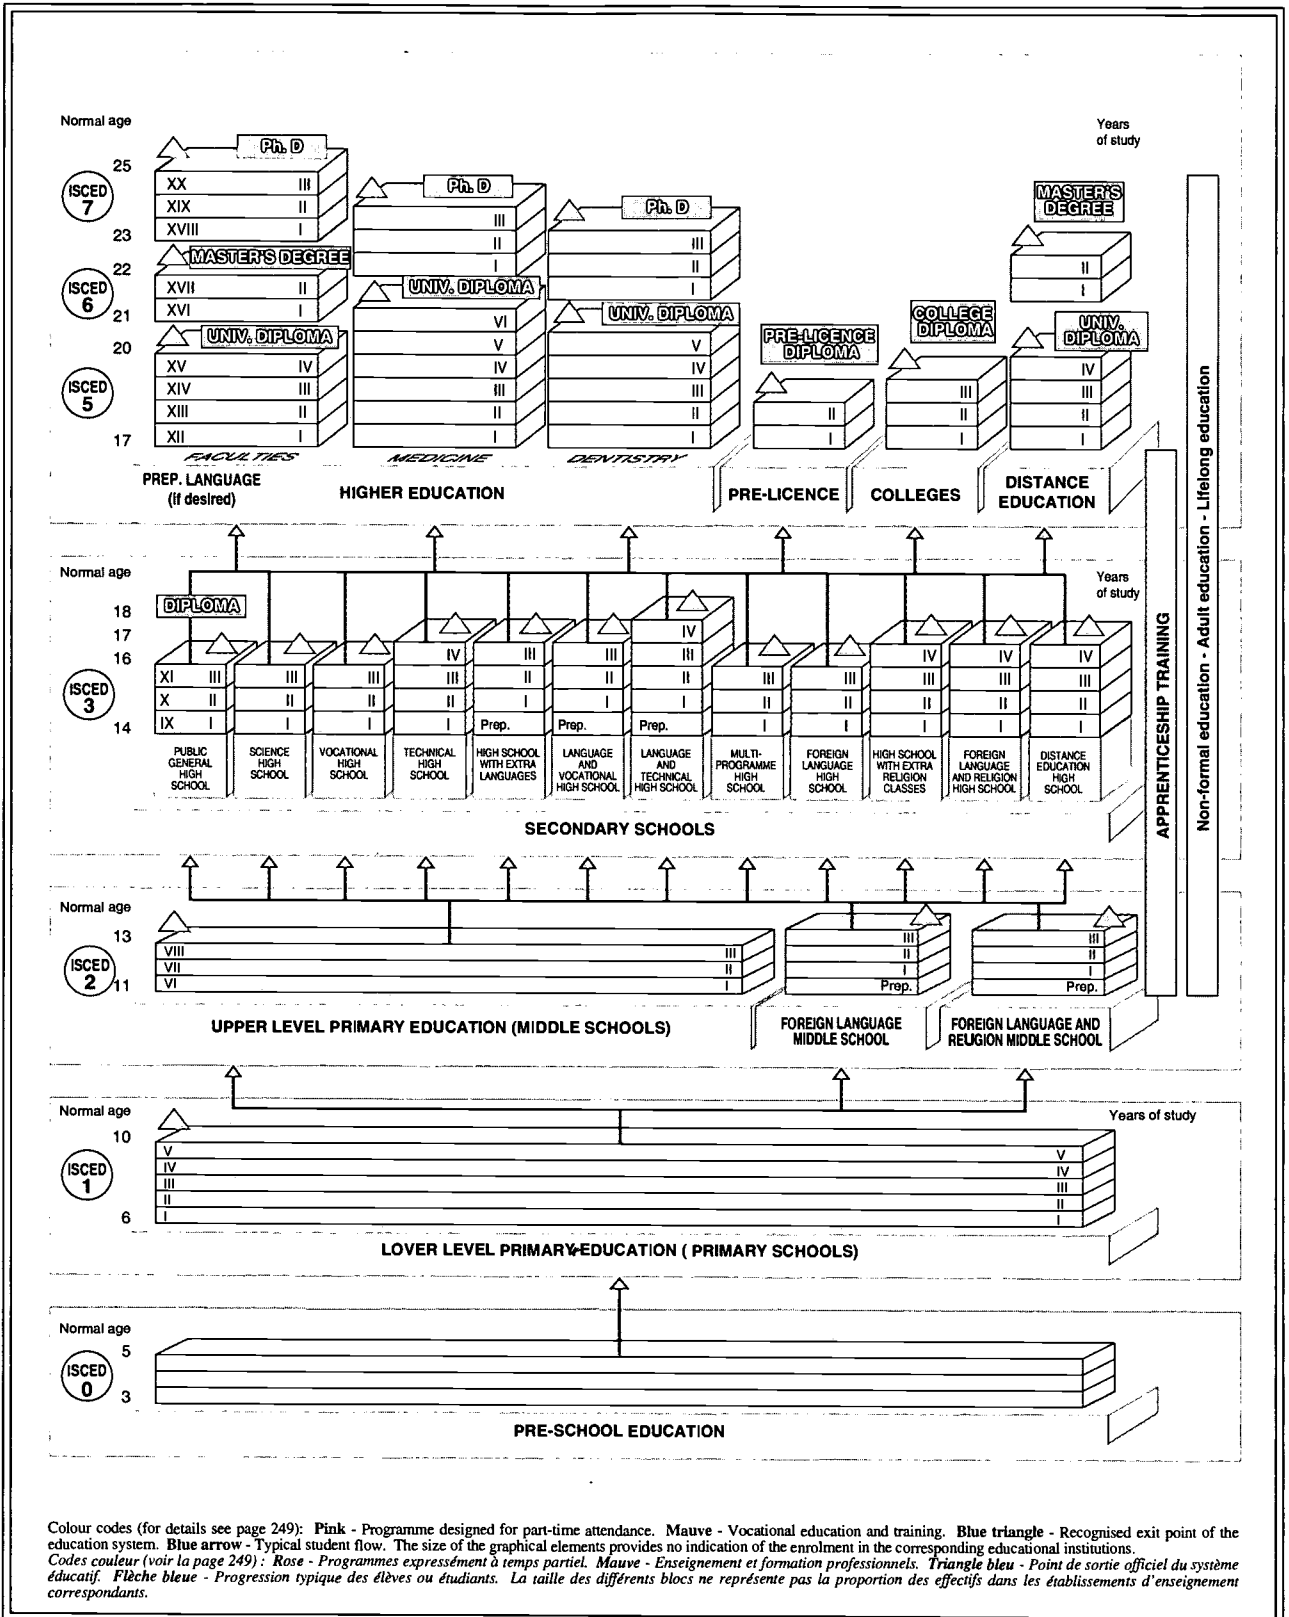 Normal age
Years
of study
25
ISCED
7
23
22
ISCED
6
21
20
ISCED
5
17
Ph. D
XX III
XIX II
XVIII I
MASTER'S DEGREE
XVII II
XVI I
UNIV. DIPLOMA
XV IV
XIV III
XIII II
XII I
FACULTIES
Ph. D
III
II
I
UNIV. DIPLOMA
VI
V
IV
III
II
I
MEDICINE
Ph. D
III
II
I
UNIV. DIPLOMA
V
IV
III
II
I
DENTISTRY
PRE-LICENCE
DIPLOMA
II
I
COLLEGE
DIPLOMA
III
II
I
MASTER'S
DEGREE
II
I
UNIV.
DIPLOMA
IV
III
II
I
PREP. LANGUAGE
(if desired)
HIGHER EDUCATION
PRE-LICENCE
COLLEGES
DISTANCE
EDUCATION
Normal age
Years
of study
18
17
16
ISCED
3
14
DIPLOMA
XI III
X II
IX I
PUBLIC
GENERAL
HIGH
SCHOOL
III
II
I
SCIENCE
HIGH
SCHOOL
III
II
I
VOCATIONAL
HIGH
SCHOOL
IV
III
II
I
TECHNICAL
HIGH
SCHOOL
III
II
I
Prep.
HIGH SCHOOL
WITH EXTRA
LANGUAGES
III
II
I
Prep.
LANGUAGE
AND
VOCATIONAL
HIGH SCHOOL
IV
III
II
I
Prep.
LANGUAGE
AND
TECHNICAL
HIGH SCHOOL
III
II
I
MULTI-
PROGRAMME
HIGH
SCHOOL
III
II
I
FOREIGN
LANGUAGE
HIGH
SCHOOL
IV
III
II
I
HIGH SCHOOL
WITH EXTRA
RELIGION
CLASSES
IV
III
II
I
FOREIGN
LANGUAGE
AND RELIGION
HIGH SCHOOL
IV
III
II
I
DISTANCE
EDUCATION
HIGH
SCHOOL
SECONDARY SCHOOLS
APPRENTICESHIP TRAINING
Non-formal education - Adult education - Lifelong education
Normal age
13
ISCED
2
11
VIII III
VII II
VI I
UPPER LEVEL PRIMARY EDUCATION (MIDDLE SCHOOLS)
III
II
I
Prep.
FOREIGN LANGUAGE
MIDDLE SCHOOL
III
II
I
Prep.
FOREIGN LANGUAGE AND
RELIGION MIDDLE SCHOOL
Normal age
Years of study
10
ISCED
1
6
V V
IV IV
III III
II II
I I
LOVER LEVEL PRIMARY EDUCATION ( PRIMARY SCHOOLS)
Normal age
5
ISCED
0
3
PRE-SCHOOL EDUCATION
Colour codes (for details see page 249): Pink - Programme designed for part-time attendance. Mauve - Vocational education and training. Blue triangle - Recognised exit point of the
education system. Blue arrow - Typical student flow. The size of the graphical elements provides no indication of the enrolment in the corresponding educational institutions.
Codes couleur (voir la page 249) : Rose - Programmes expressément à temps partiel. Mauve - Enseignement et formation professionnels. Triangle bleu - Point de sortie officiel du système
éducatif. Flèche bleue - Progression typique des élèves ou étudiants. La taille des différents blocs ne représente pas la proportion des effectifs dans les établissements d'enseignement
correspondants.